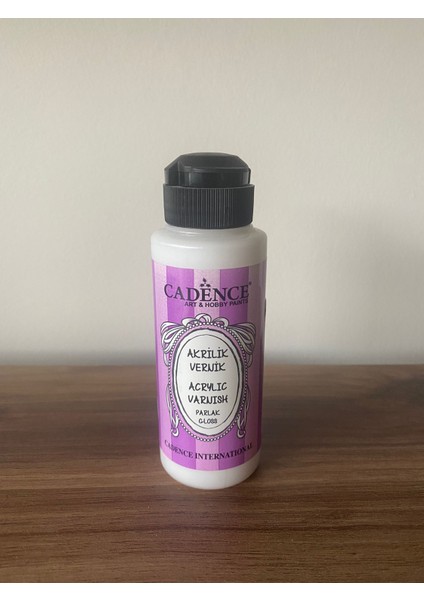 CADENCE®
ART & HOBBY PAINTS
AKRİLİK
VERNİK
ACRYLIC
VARNISH
PARLAK
GLOSS
CADENCE INTERNATIONAL